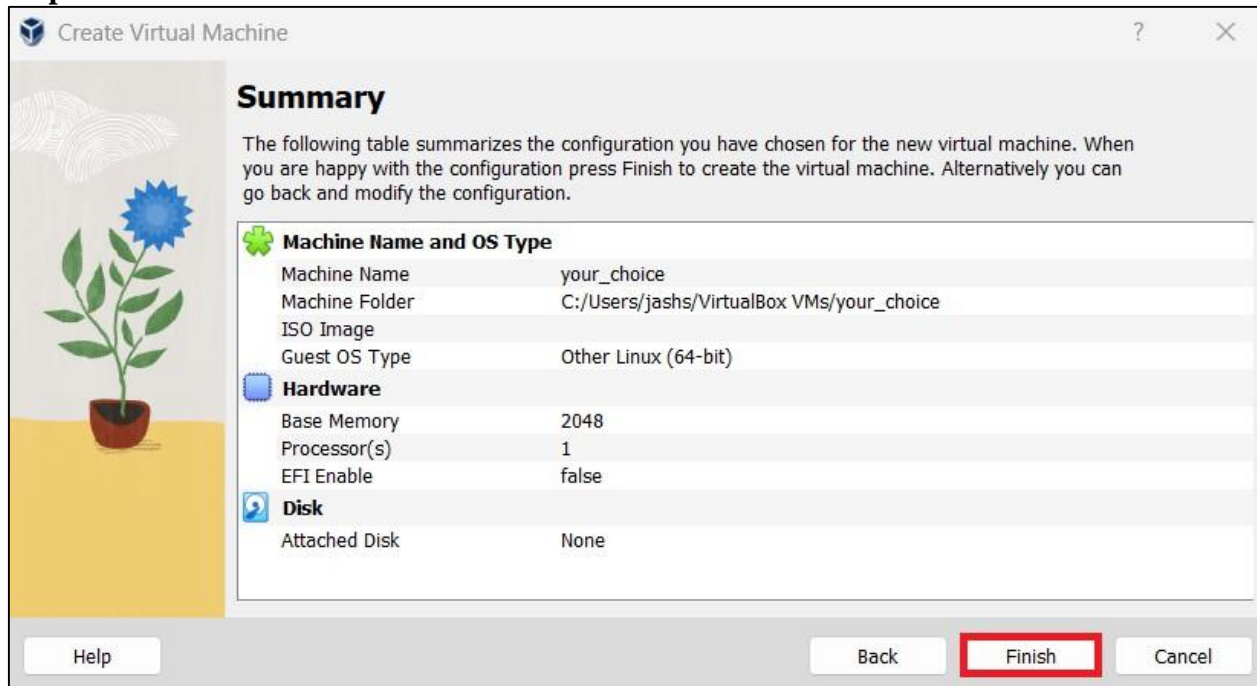 Create Virtual Machine ? ×
Summary
The following table summarizes the configuration you have chosen for the new virtual machine. When
you are happy with the configuration press Finish to create the virtual machine. Alternatively you can
go back and modify the configuration.
Machine Name and OS Type
Machine Name your_choice
Machine Folder C:/Users/jashs/VirtualBox VMs/your_choice
ISO Image
Guest OS Type Other Linux (64-bit)
Hardware
Base Memory 2048
Processor(s) 1
EFI Enable false
Disk
Attached Disk None
Help Back Finish Cancel